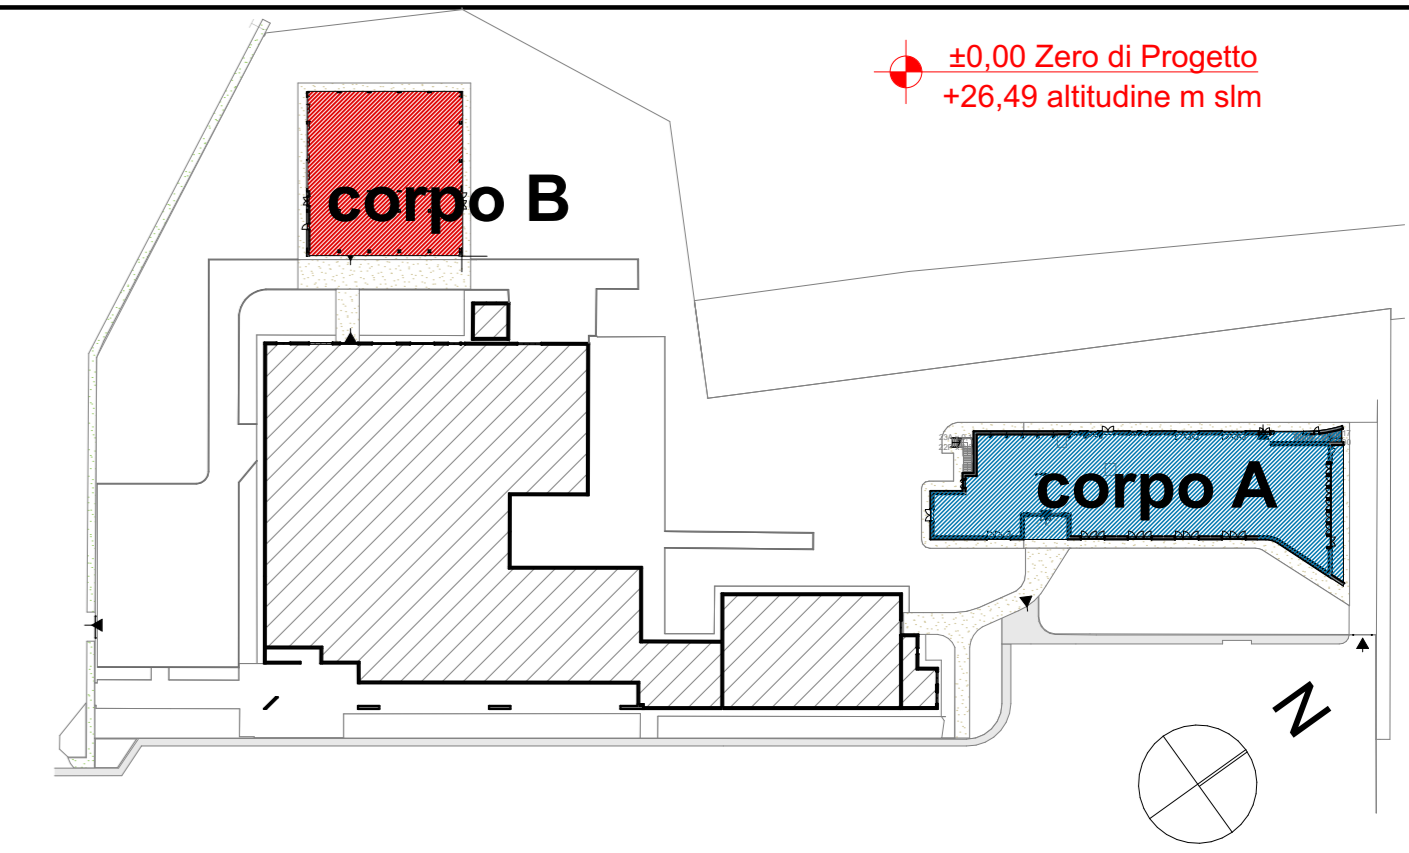 ±0,00 Zero di Progetto
+26,49 altitudine m slm
corpo B
corpo A
N